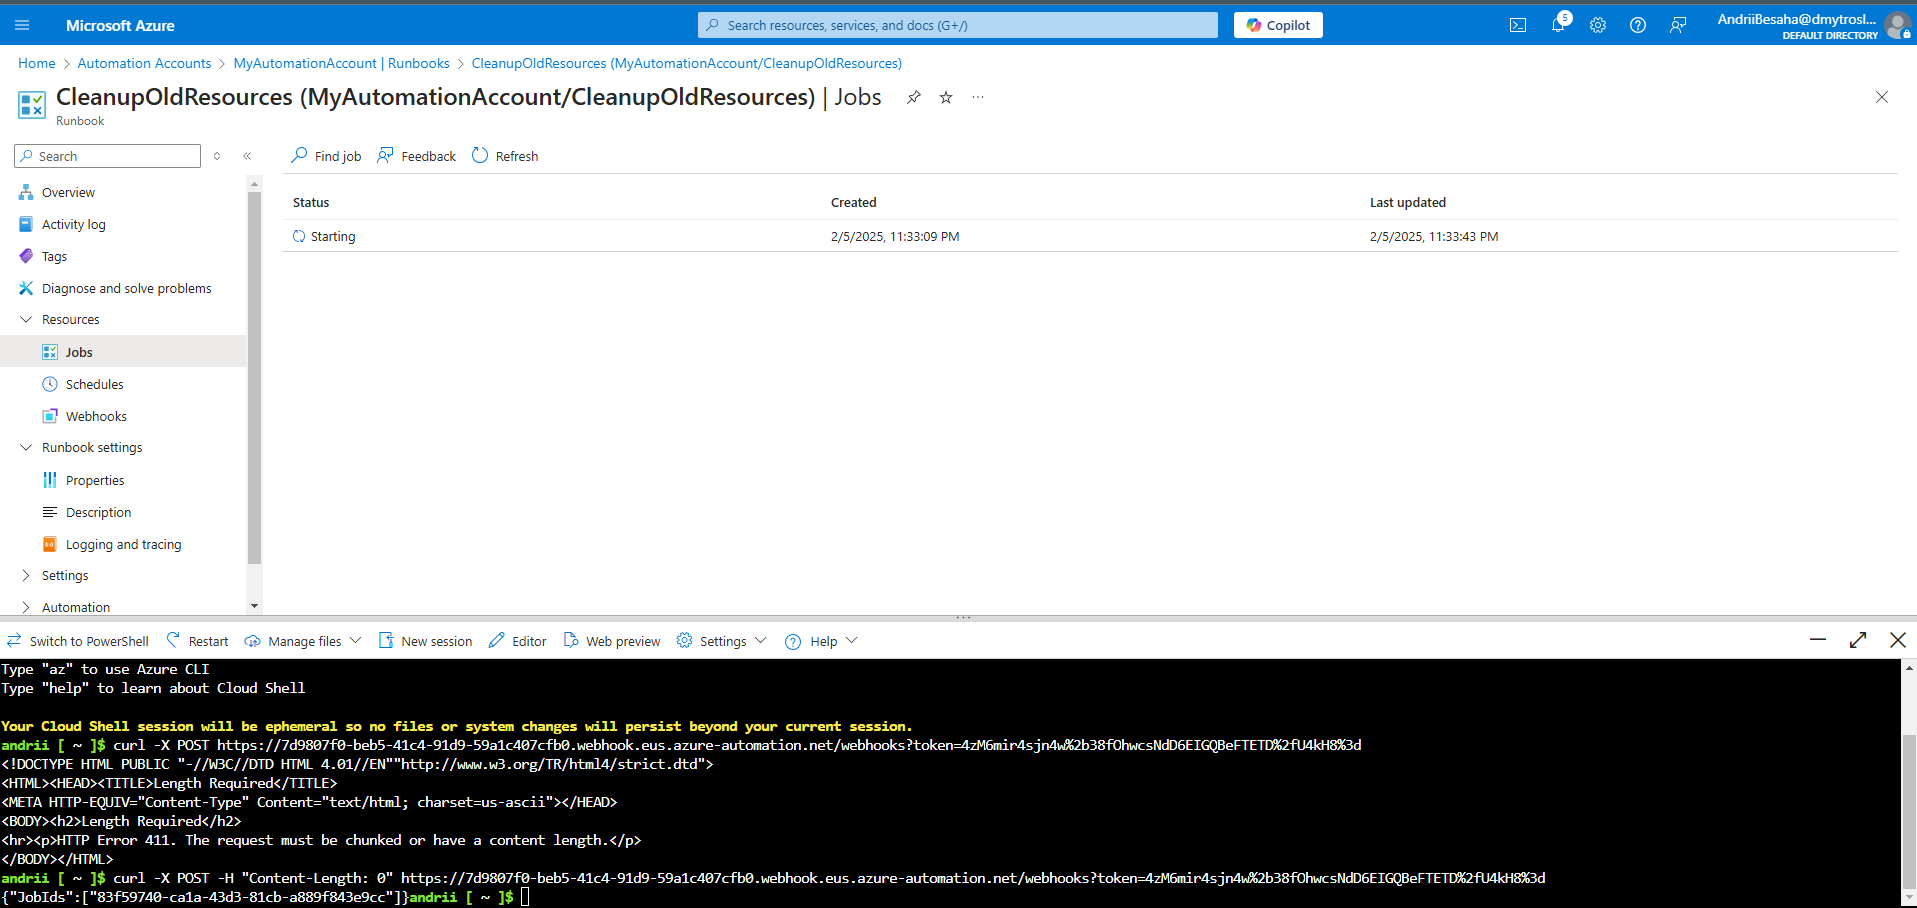 Microsoft Azure
Search resources, services, and docs (G+/)
Copilot
5
AndriiBesaha@dmytrosl...
DEFAULT DIRECTORY
Home > Automation Accounts > MyAutomationAccount | Runbooks > CleanupOldResources (MyAutomationAccount/CleanupOldResources)
CleanupOldResources (MyAutomationAccount/CleanupOldResources) | Jobs
Runbook
Search
Find job
Feedback
Refresh
Overview
Activity log
Tags
Diagnose and solve problems
Resources
Jobs
Schedules
Webhooks
Runbook settings
Properties
Description
Logging and tracing
Settings
Automation
Status Created Last updated
Starting 2/5/2025, 11:33:09 PM 2/5/2025, 11:33:43 PM
Switch to PowerShell Restart Manage files New session Editor Web preview Settings Help
Type "az" to use Azure CLI
Type "help" to learn about Cloud Shell
Your Cloud Shell session will be ephemeral so no files or system changes will persist beyond your current session.
andrii [ ~ ]$ curl -X POST https://7d9807f0-beb5-41c4-91d9-59a1c407cfb0.webhook.eus.azure-automation.net/webhooks?token=4zM6mir4sjn4w%2b38fOhwcsNdD6EIGQBeFTETD%2fU4kH8%3d
<!DOCTYPE HTML PUBLIC "-//W3C//DTD HTML 4.01//EN""http://www.w3.org/TR/html4/strict.dtd">
<HTML><HEAD><TITLE>Length Required</TITLE>
<META HTTP-EQUIV="Content-Type" Content="text/html; charset=us-ascii"></HEAD>
<BODY><h2>Length Required</h2>
<hr><p>HTTP Error 411. The request must be chunked or have a content length.</p>
</BODY></HTML>
andrii [ ~ ]$ curl -X POST -H "Content-Length: 0" https://7d9807f0-beb5-41c4-91d9-59a1c407cfb0.webhook.eus.azure-automation.net/webhooks?token=4zM6mir4sjn4w%2b38fOhwcsNdD6EIGQBeFTETD%2fU4kH8%3d
{"JobIds":["83f59740-ca1a-43d3-81cb-a889f843e9cc"]}andrii [ ~ ]$